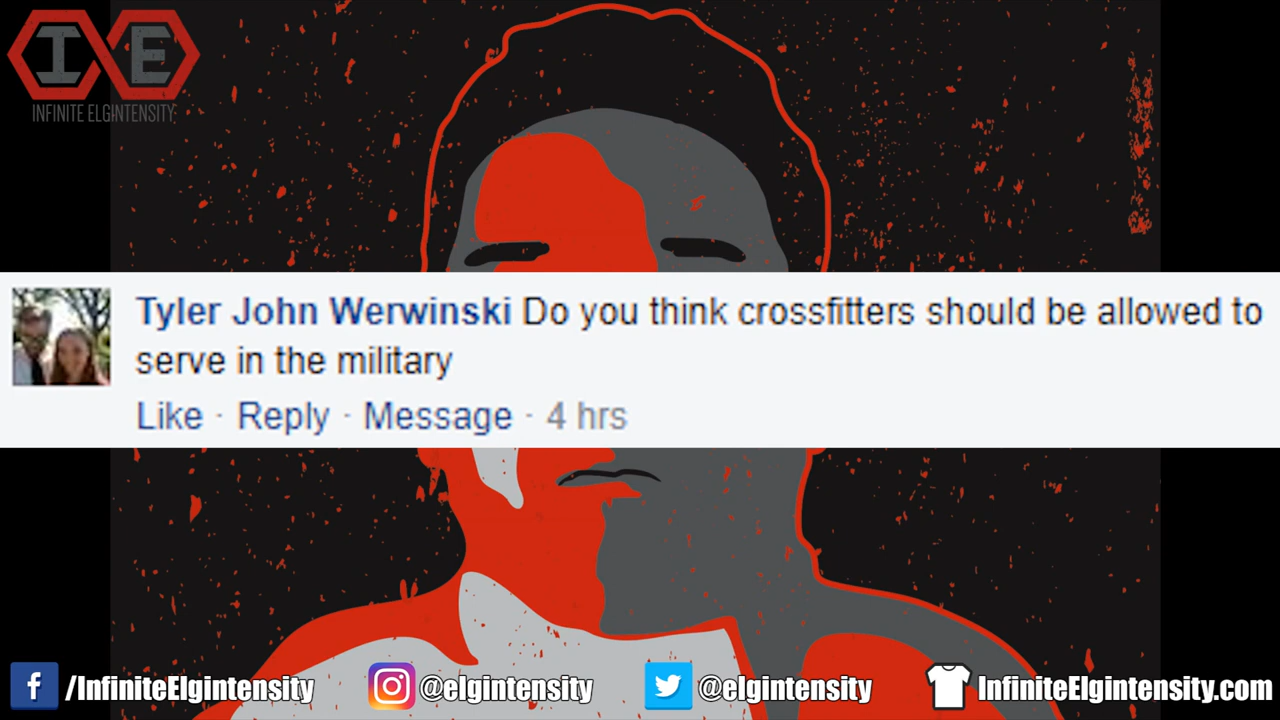 IE
INFINITE ELGINTENSITY
Tyler John Werwinski Do you think crossfitters should be allowed to
serve in the military
Like · Reply · Message · 4 hrs
f /InfiniteElgintensity @elgintensity @elgintensity InfiniteElgintensity.com